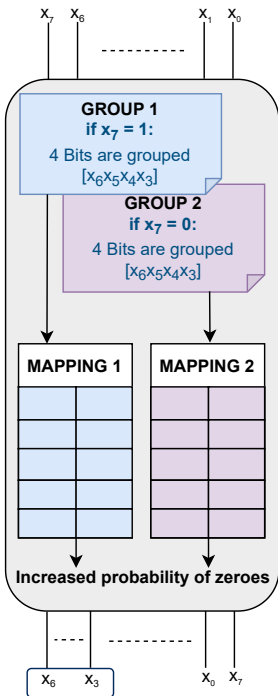 x₇ x₆ x₁ x₀
GROUP 1
if x₇ = 1:
4 Bits are grouped
[x₆x₅x₄x₃]
GROUP 2
if x₇ = 0:
4 Bits are grouped
[x₆x₅x₄x₃]
MAPPING 1 MAPPING 2
Increased probability of zeroes
x₆ x₃ x₀ x₇